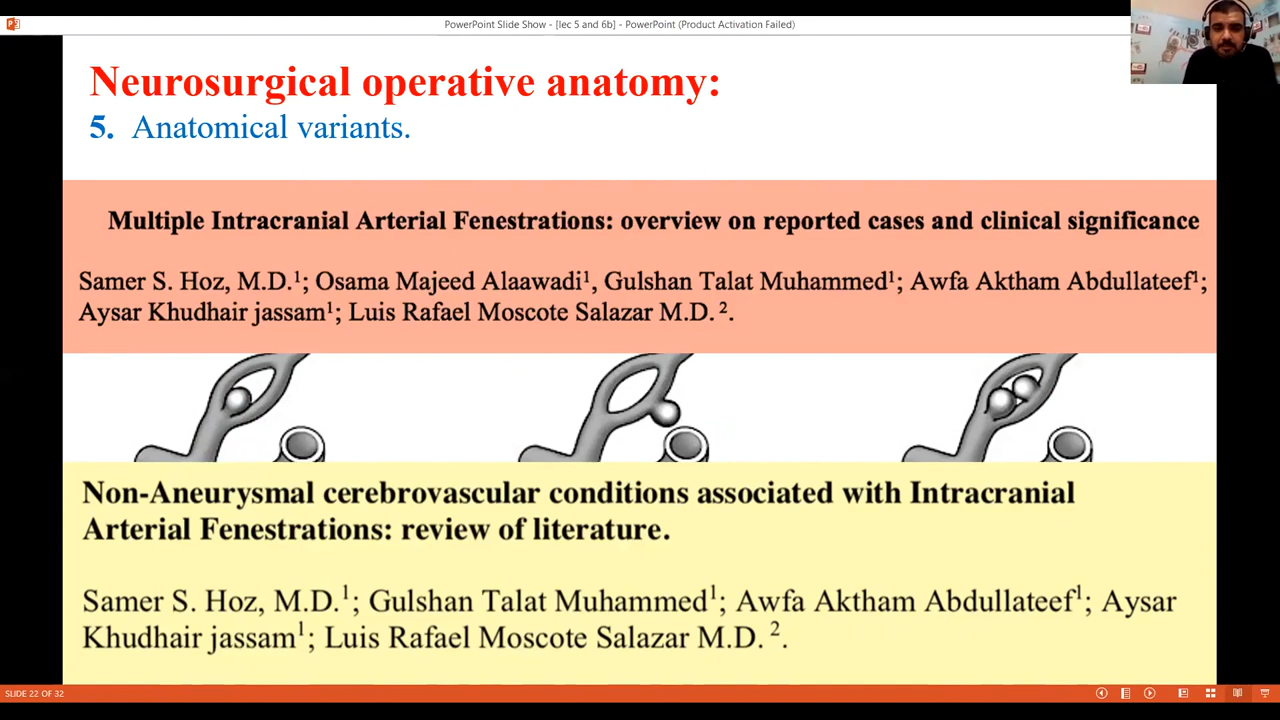 PowerPoint Slide Show - [lec 5 and 6b] - PowerPoint (Product Activation Failed)
Neurosurgical operative anatomy:
5. Anatomical variants.
Multiple Intracranial Arterial Fenestrations: overview on reported cases and clinical significance
Samer S. Hoz, M.D.¹; Osama Majeed Alaawadi¹, Gulshan Talat Muhammed¹; Awfa Aktham Abdullateef¹;
Aysar Khudhair jassam¹; Luis Rafael Moscote Salazar M.D. ².
Non-Aneurysmal cerebrovascular conditions associated with Intracranial
Arterial Fenestrations: review of literature.
Samer S. Hoz, M.D.¹; Gulshan Talat Muhammed¹; Awfa Aktham Abdullateef¹; Aysar
Khudhair jassam¹; Luis Rafael Moscote Salazar M.D. ².
SLIDE 22 OF 32